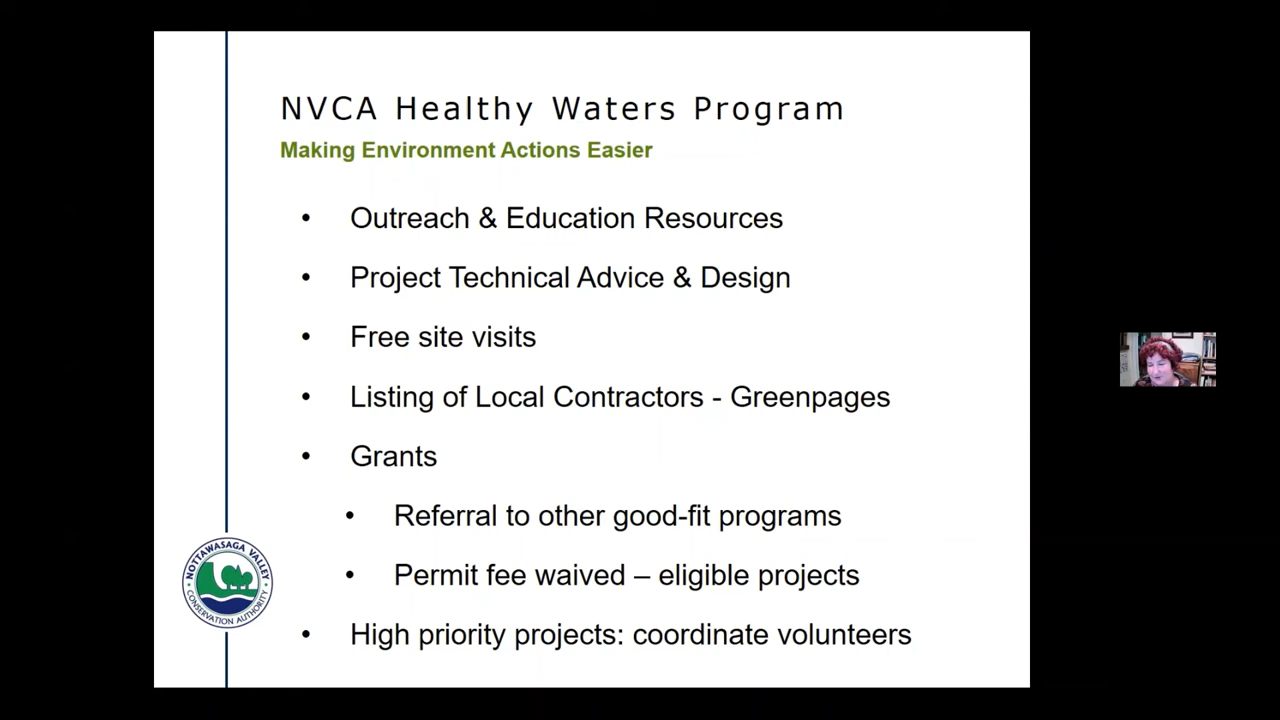 NVCA Healthy Waters Program
Making Environment Actions Easier
• Outreach & Education Resources
• Project Technical Advice & Design
• Free site visits
• Listing of Local Contractors - Greenpages
• Grants
• Referral to other good-fit programs
• Permit fee waived – eligible projects
• High priority projects: coordinate volunteers
NOTTAWASAGA VALLEY
CONSERVATION AUTHORITY